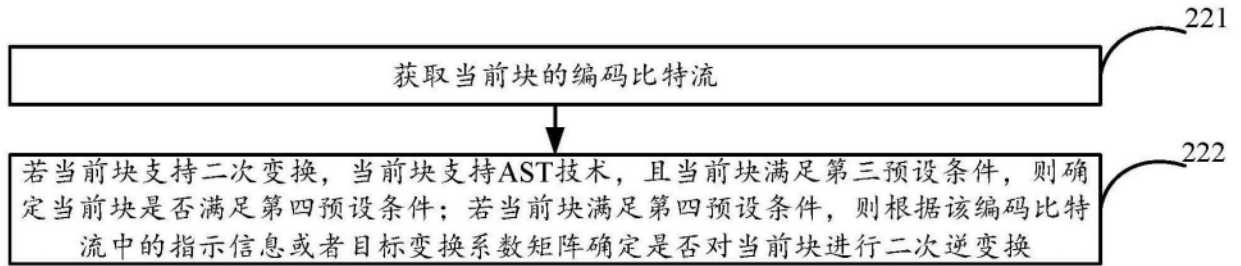 221
获取当前块的编码比特流
222
若当前块支持二次变换，当前块支持AST技术，且当前块满足第三预设条件，则确
定当前块是否满足第四预设条件；若当前块满足第四预设条件，则根据该编码比特
流中的指示信息或者目标变换系数矩阵确定是否对当前块进行二次逆变换